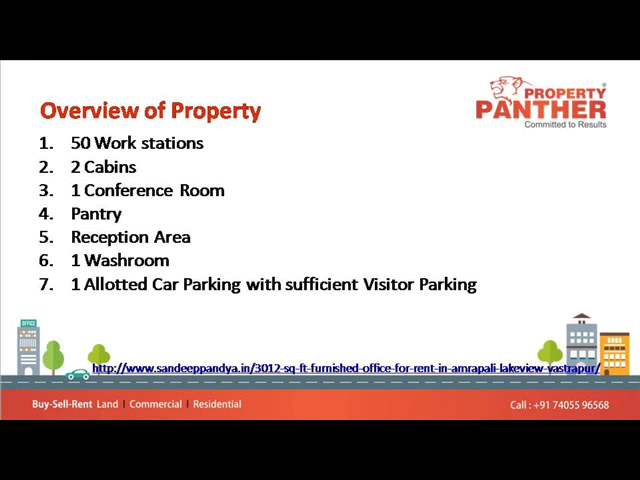 PROPERTY
PANTHER
Committed to Results
Overview of Property
1. 50 Work stations
2. 2 Cabins
3. 1 Conference Room
4. Pantry
5. Reception Area
6. 1 Washroom
7. 1 Allotted Car Parking with sufficient Visitor Parking
OFFICE
http://www.sandeeppandya.in/3012-sq-ft-furnished-office-for-rent-in-amrapali-lakeview-vastrapur/
Buy-Sell-Rent Land | Commercial | Residential
Call : +91 74055 96568